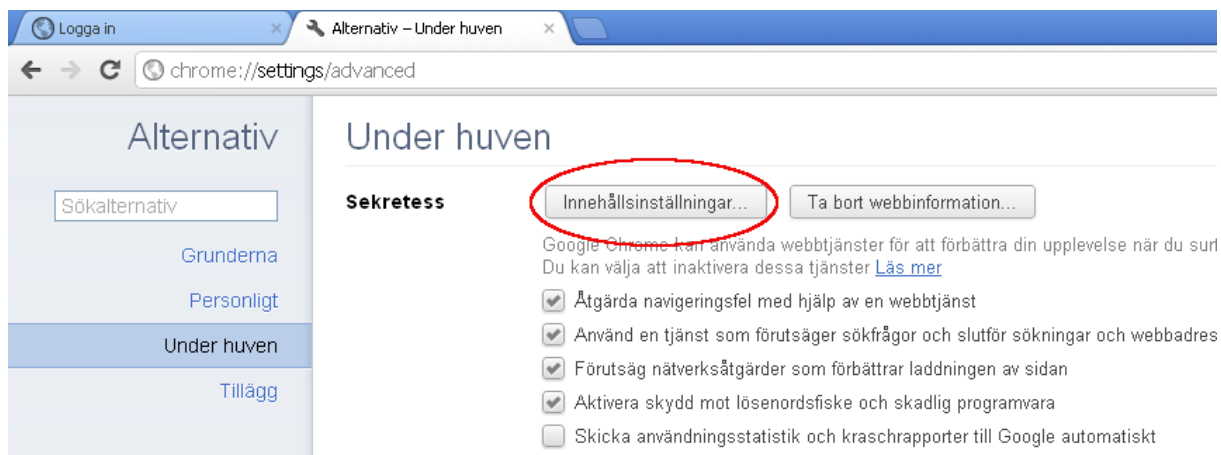 Logga in
Alternativ – Under huven
chrome://settings/advanced
Alternativ
Sökalternativ
Grunderna
Personligt
Under huven
Tillägg
Under huven
Sekretess
Innehållsinställningar...
Ta bort webbinformation...
Google Chrome kan använda webbtjänster för att förbättra din upplevelse när du surf
Du kan välja att inaktivera dessa tjänster Läs mer
Åtgärda navigeringsfel med hjälp av en webbtjänst
Använd en tjänst som förutsäger sökfrågor och slutför sökningar och webbadres
Förutsäg nätverksåtgärder som förbättrar laddningen av sidan
Aktivera skydd mot lösenordsfiske och skadlig programvara
Skicka användningsstatistik och kraschrapporter till Google automatiskt